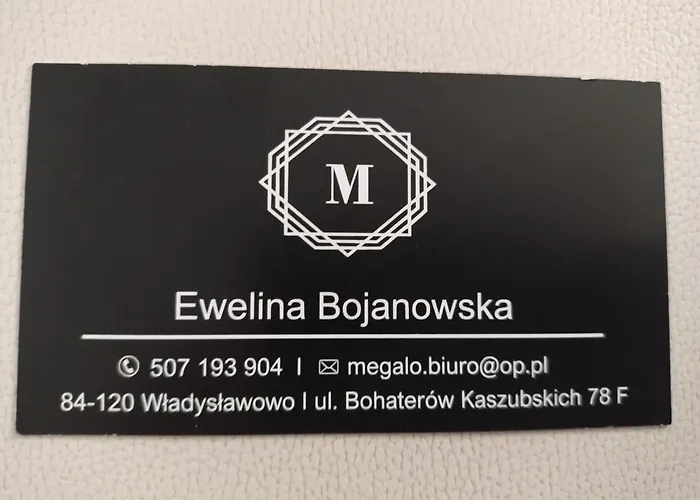 M
Ewelina Bojanowska
507 193 904 | megalo.biuro@op.pl
84-120 Władysławowo | ul. Bohaterów Kaszubskich 78 F